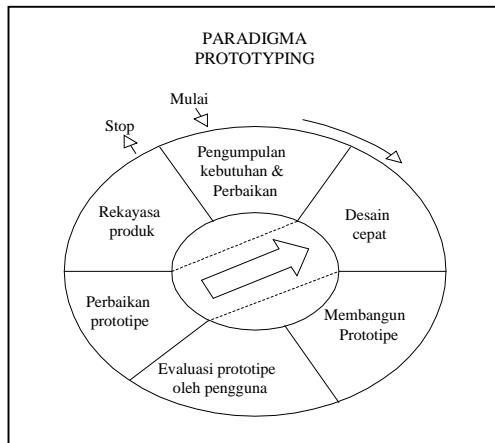 PARADIGMA
PROTOTYPING
Mulai
Stop
Pengumpulan
kebutuhan &
Perbaikan
Desain
cepat
Membangun
Prototipe
Evaluasi prototipe
oleh pengguna
Perbaikan
prototipe
Rekayasa
produk